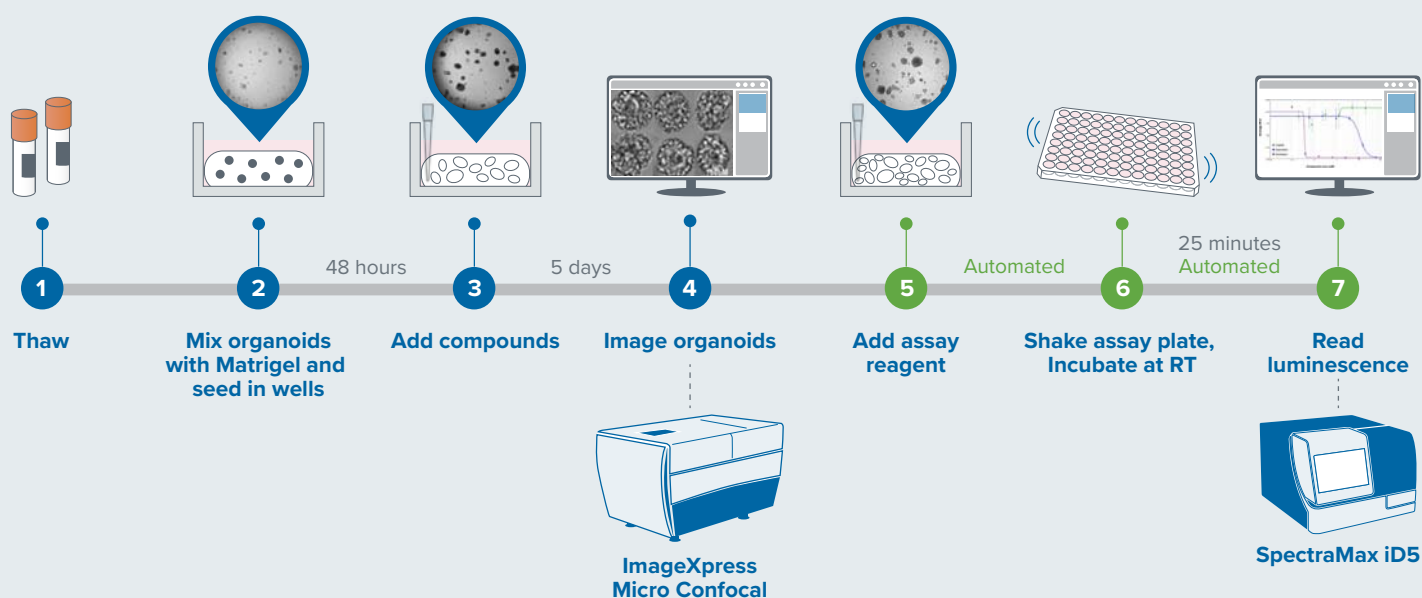 48 hours
5 days
Automated
25 minutes
Automated
1
2
3
4
5
6
7
Thaw
Mix organoids
with Matrigel and
seed in wells
Add compounds
Image organoids
Add assay
reagent
Shake assay plate,
Incubate at RT
Read
luminescence
ImageXpress
Micro Confocal
SpectraMax iD5